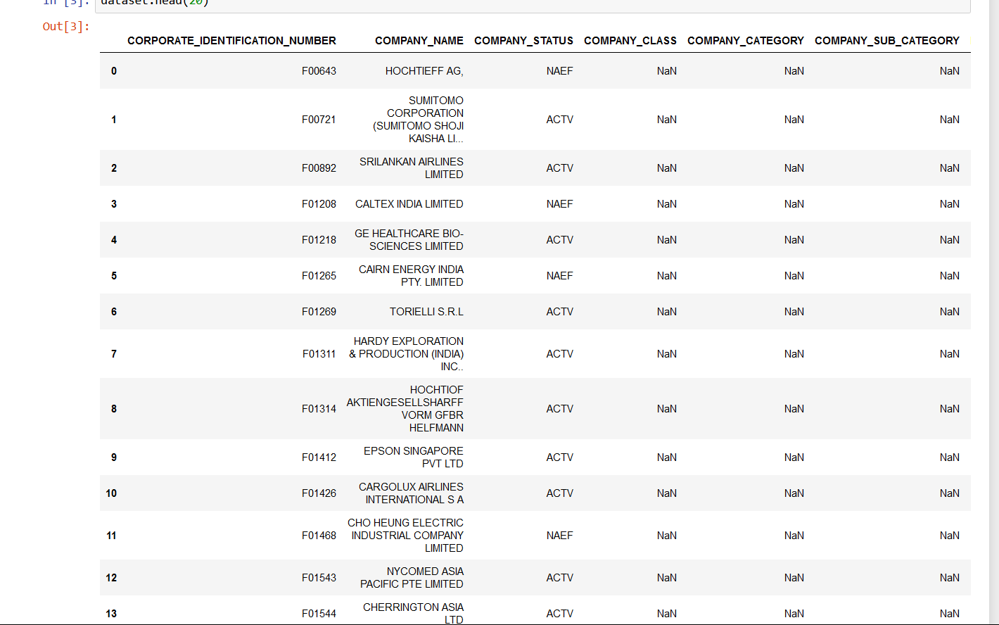 In [3]: dataset.head(20)
Out[3]:
CORPORATE_IDENTIFICATION_NUMBER COMPANY_NAME COMPANY_STATUS COMPANY_CLASS COMPANY_CATEGORY COMPANY_SUB_CATEGORY
0 F00643 HOCHTIEFF AG, NAEF NaN NaN NaN
SUMITOMO
CORPORATION
1 F00721 (SUMITOMO SHOJI ACTV NaN NaN NaN
KAISHA LI...
2 F00892 SRILANKAN AIRLINES ACTV NaN NaN NaN
LIMITED
3 F01208 CALTEX INDIA LIMITED NAEF NaN NaN NaN
4 F01218 GE HEALTHCARE BIO- ACTV NaN NaN NaN
SCIENCES LIMITED
5 F01265 CAIRN ENERGY INDIA NAEF NaN NaN NaN
PTY. LIMITED
6 F01269 TORIELLI S.R.L ACTV NaN NaN NaN
HARDY EXPLORATION
7 F01311 & PRODUCTION (INDIA) ACTV NaN NaN NaN
INC..
HOCHTIOF
AKTIENGESELLSHARFF
8 F01314 VORM GFBR ACTV NaN NaN NaN
HELFMANN
9 F01412 EPSON SINGAPORE ACTV NaN NaN NaN
PVT LTD
10 F01426 CARGOLUX AIRLINES ACTV NaN NaN NaN
INTERNATIONAL S A
CHO HEUNG ELECTRIC
11 F01468 INDUSTRIAL COMPANY NAEF NaN NaN NaN
LIMITED
12 F01543 NYCOMED ASIA ACTV NaN NaN NaN
PACIFIC PTE LIMITED
13 F01544 CHERRINGTON ASIA ACTV NaN NaN NaN
LTD